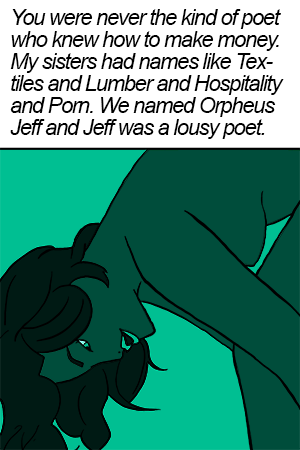 You were never the kind of poet
who knew how to make money.
My sisters had names like Tex-
tiles and Lumber and Hospitality
and Porn. We named Orpheus
Jeff and Jeff was a lousy poet.